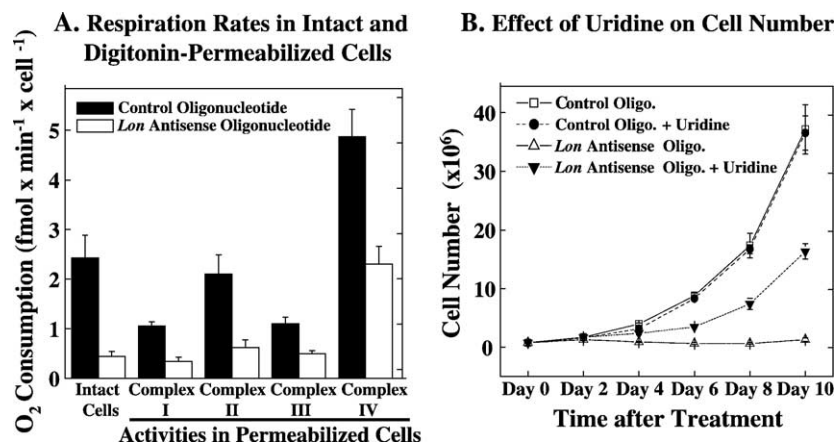 A. Respiration Rates in Intact and
Digitonin-Permeabilized Cells
O2 Consumption (fmol x min-1 x cell -1)
5
4
3
2
1
0
Control Oligonucleotide
Lon Antisense Oligonucleotide
Intact Cells
Complex I
Complex II
Complex III
Complex IV
Activities in Permeabilized Cells
B. Effect of Uridine on Cell Number
Cell Number (x10⁶)
40
30
20
10
0
Control Oligo.
Control Oligo. + Uridine
Lon Antisense Oligo.
Lon Antisense Oligo. + Uridine
Day 0 Day 2 Day 4 Day 6 Day 8 Day 10
Time after Treatment